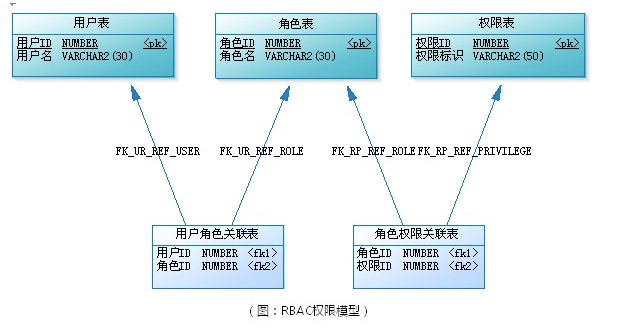 用户表
用户ID NUMBER <pk>
用户名 VARCHAR2(30)
角色表
角色ID NUMBER <pk>
角色名 VARCHAR2(30)
权限表
权限ID NUMBER <pk>
权限标识 VARCHAR2(50)
FK_UR_REF_USER
FK_UR_REF_ROLE
FK_RP_REF_ROLE
FK_RP_REF_PRIVILEGE
用户角色关联表
用户ID NUMBER <fk1>
角色ID NUMBER <fk2>
角色权限关联表
角色ID NUMBER <fk1>
权限ID NUMBER <fk2>
(图：RBAC权限模型)